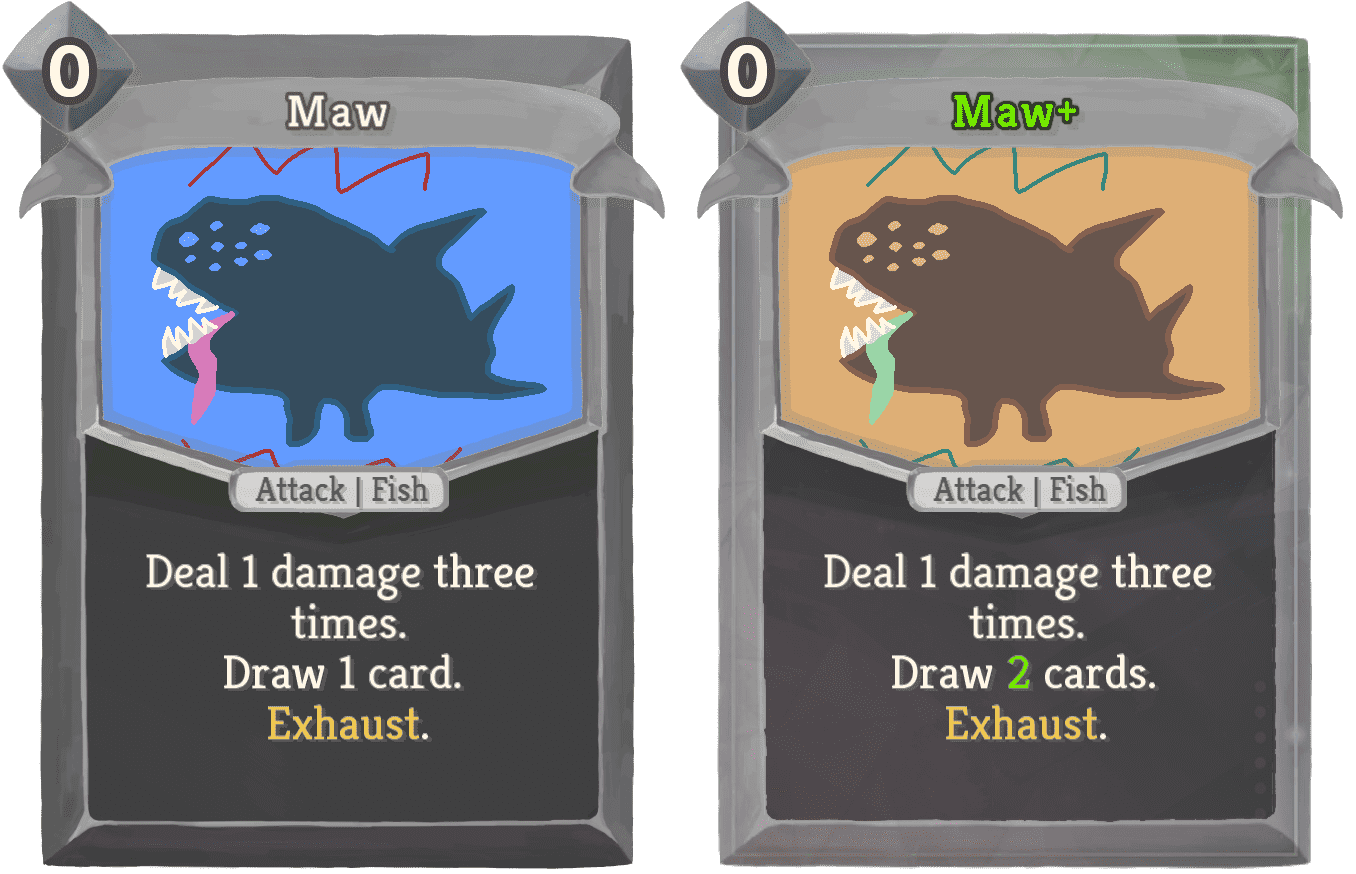 0
Maw
Attack | Fish
Deal 1 damage three
times.
Draw 1 card.
Exhaust.
0
Maw+
Attack | Fish
Deal 1 damage three
times.
Draw 2 cards.
Exhaust.